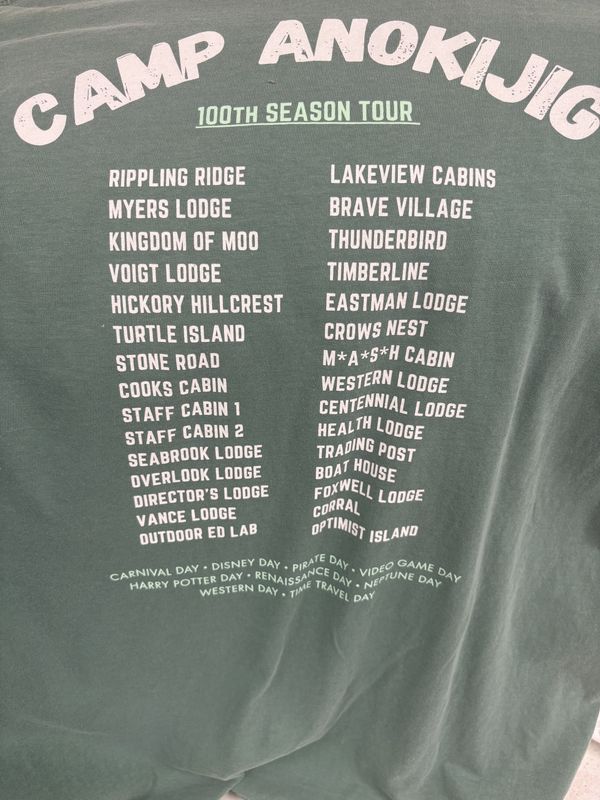 CAMP ANOKIJIG
100TH SEASON TOUR
RIPPLING RIDGE
MYERS LODGE
KINGDOM OF MOO
VOIGT LODGE
HICKORY HILLCREST
TURTLE ISLAND
STONE ROAD
COOKS CABIN
STAFF CABIN 1
STAFF CABIN 2
SEABROOK LODGE
OVERLOOK LODGE
DIRECTOR'S LODGE
VANCE LODGE
OUTDOOR ED LAB
LAKEVIEW CABINS
BRAVE VILLAGE
THUNDERBIRD
TIMBERLINE
EASTMAN LODGE
CROWS NEST
M*A*S*H CABIN
WESTERN LODGE
CENTENNIAL LODGE
HEALTH LODGE
TRADING POST
BOAT HOUSE
FOXWELL LODGE
CORRAL
OPTIMIST ISLAND
CARNIVAL DAY • DISNEY DAY • PIRATE DAY • VIDEO GAME DAY
HARRY POTTER DAY • RENAISSANCE DAY • NEPTUNE DAY
WESTERN DAY • TIME TRAVEL DAY